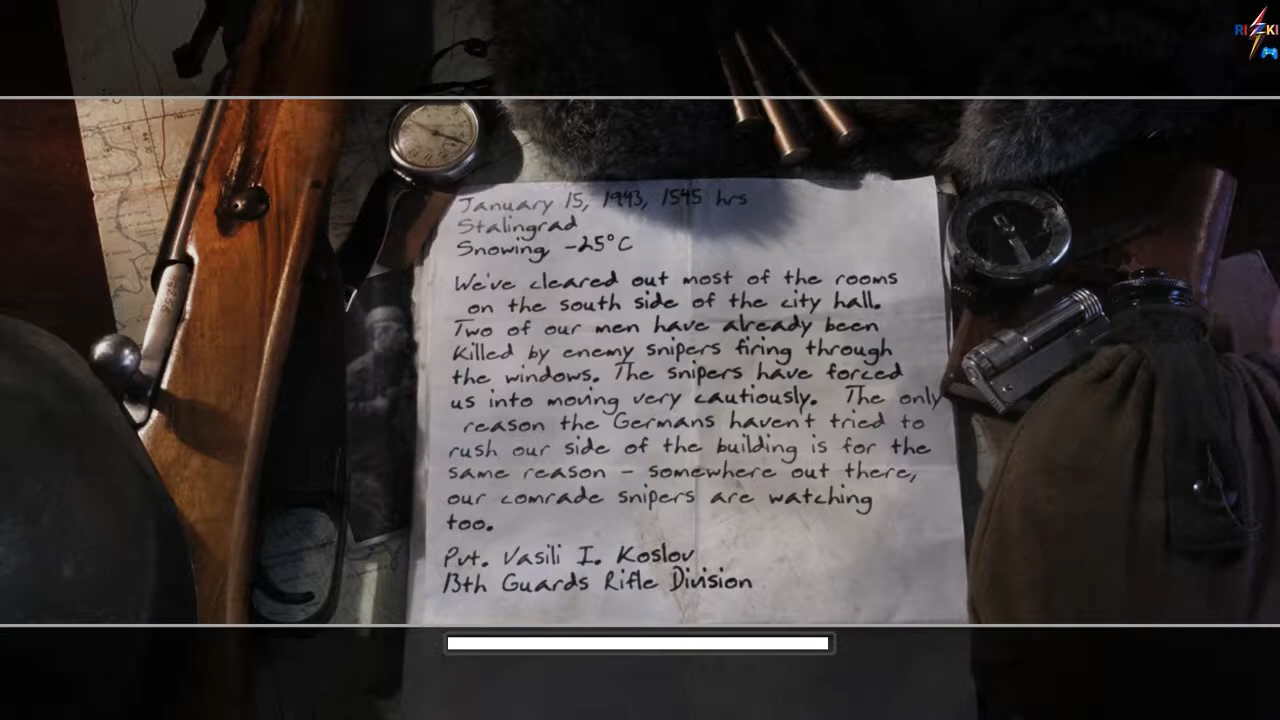 RIZKI
January 15, 1943, 1545 hrs
Stalingrad
Snowing -25°C
We've cleared out most of the rooms
on the south side of the city hall.
Two of our men have already been
killed by enemy snipers firing through
the windows. The snipers have forced
us into moving very cautiously. The only
reason the Germans haven't tried to
rush our side of the building is for the
same reason - somewhere out there,
our comrade snipers are watching
too.
Pvt. Vasili I. Koslov
13th Guards Rifle Division